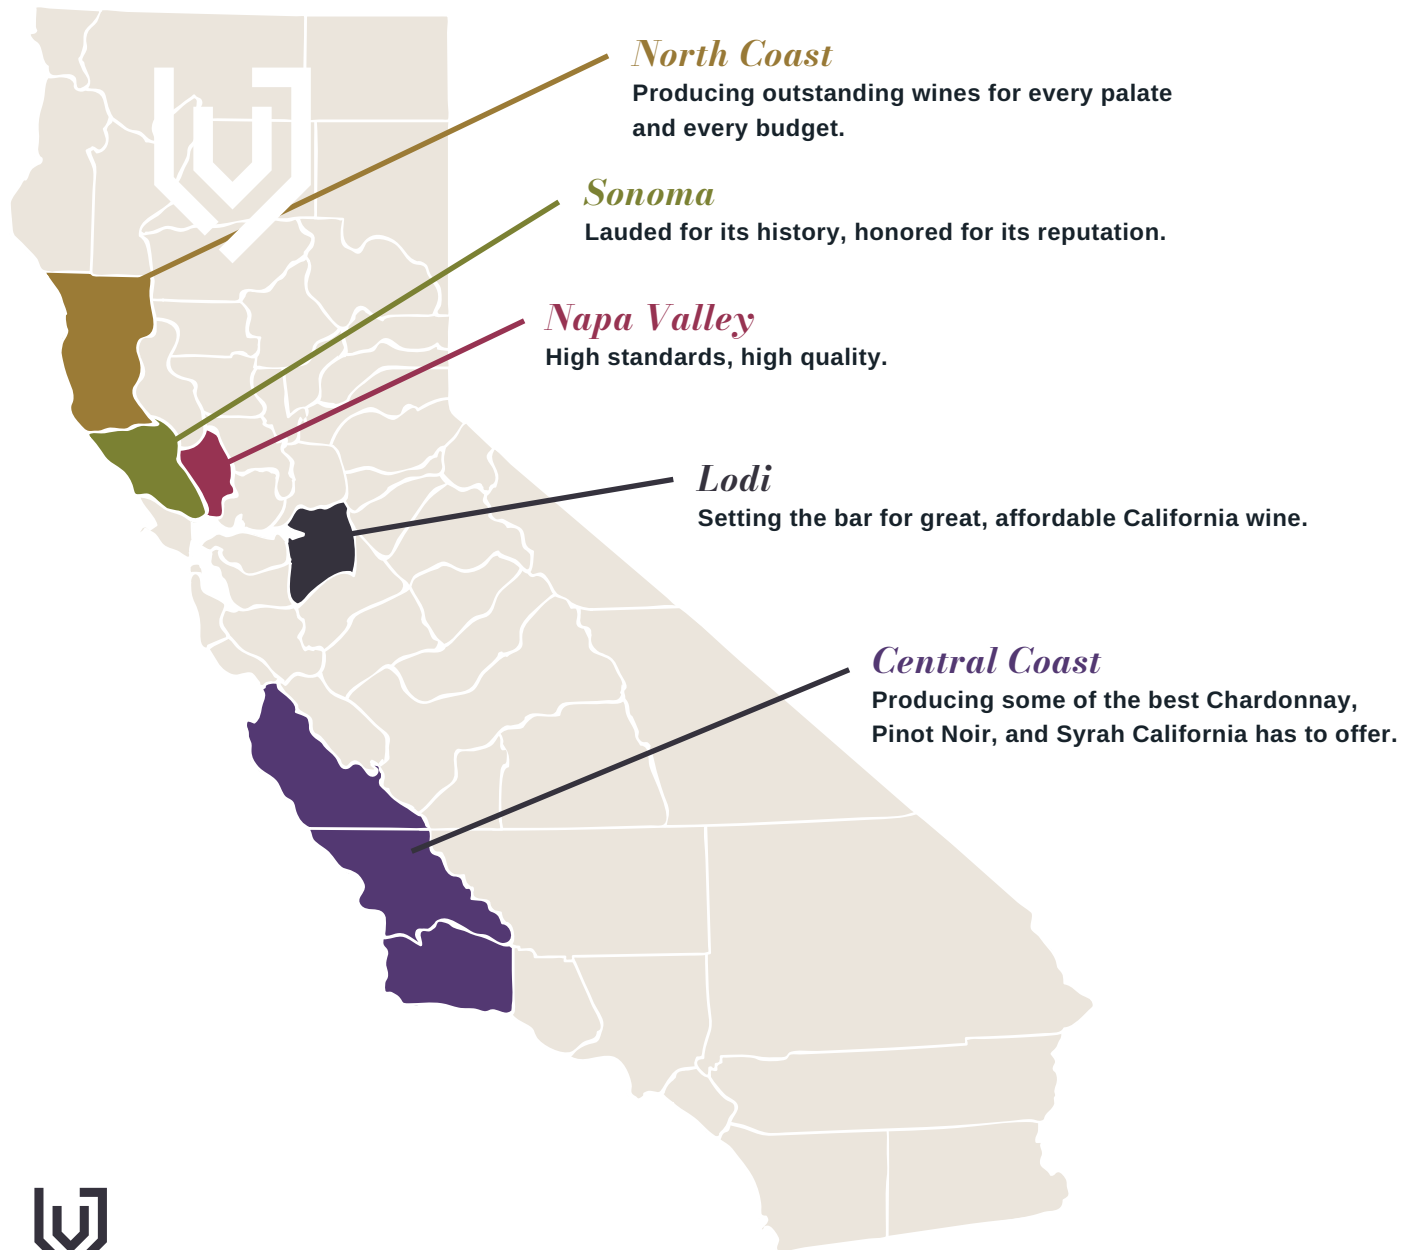 North Coast
Producing outstanding wines for every palate
and every budget.
Sonoma
Lauded for its history, honored for its reputation.
Napa Valley
High standards, high quality.
Lodi
Setting the bar for great, affordable California wine.
Central Coast
Producing some of the best Chardonnay,
Pinot Noir, and Syrah California has to offer.